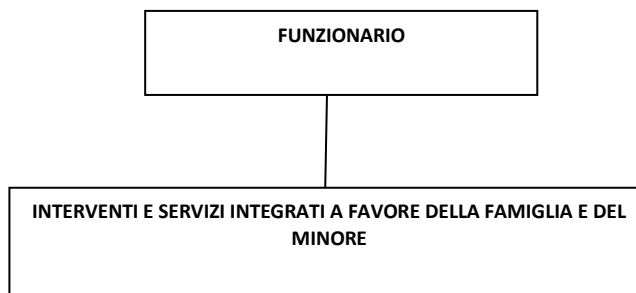 FUNZIONARIO
INTERVENTI E SERVIZI INTEGRATI A FAVORE DELLA FAMIGLIA E DEL
MINORE